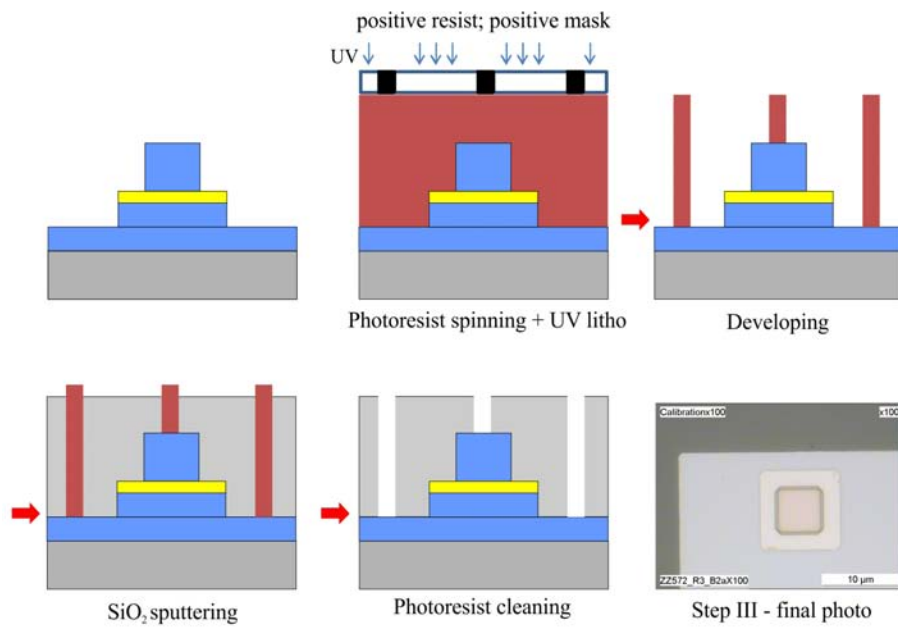 positive resist; positive mask
UV
Photoresist spinning + UV litho
Developing
SiO₂ sputtering
Photoresist cleaning
Calibrationx100
x100
ZZ572_R3_B2aX100
10 µm
Step III - final photo